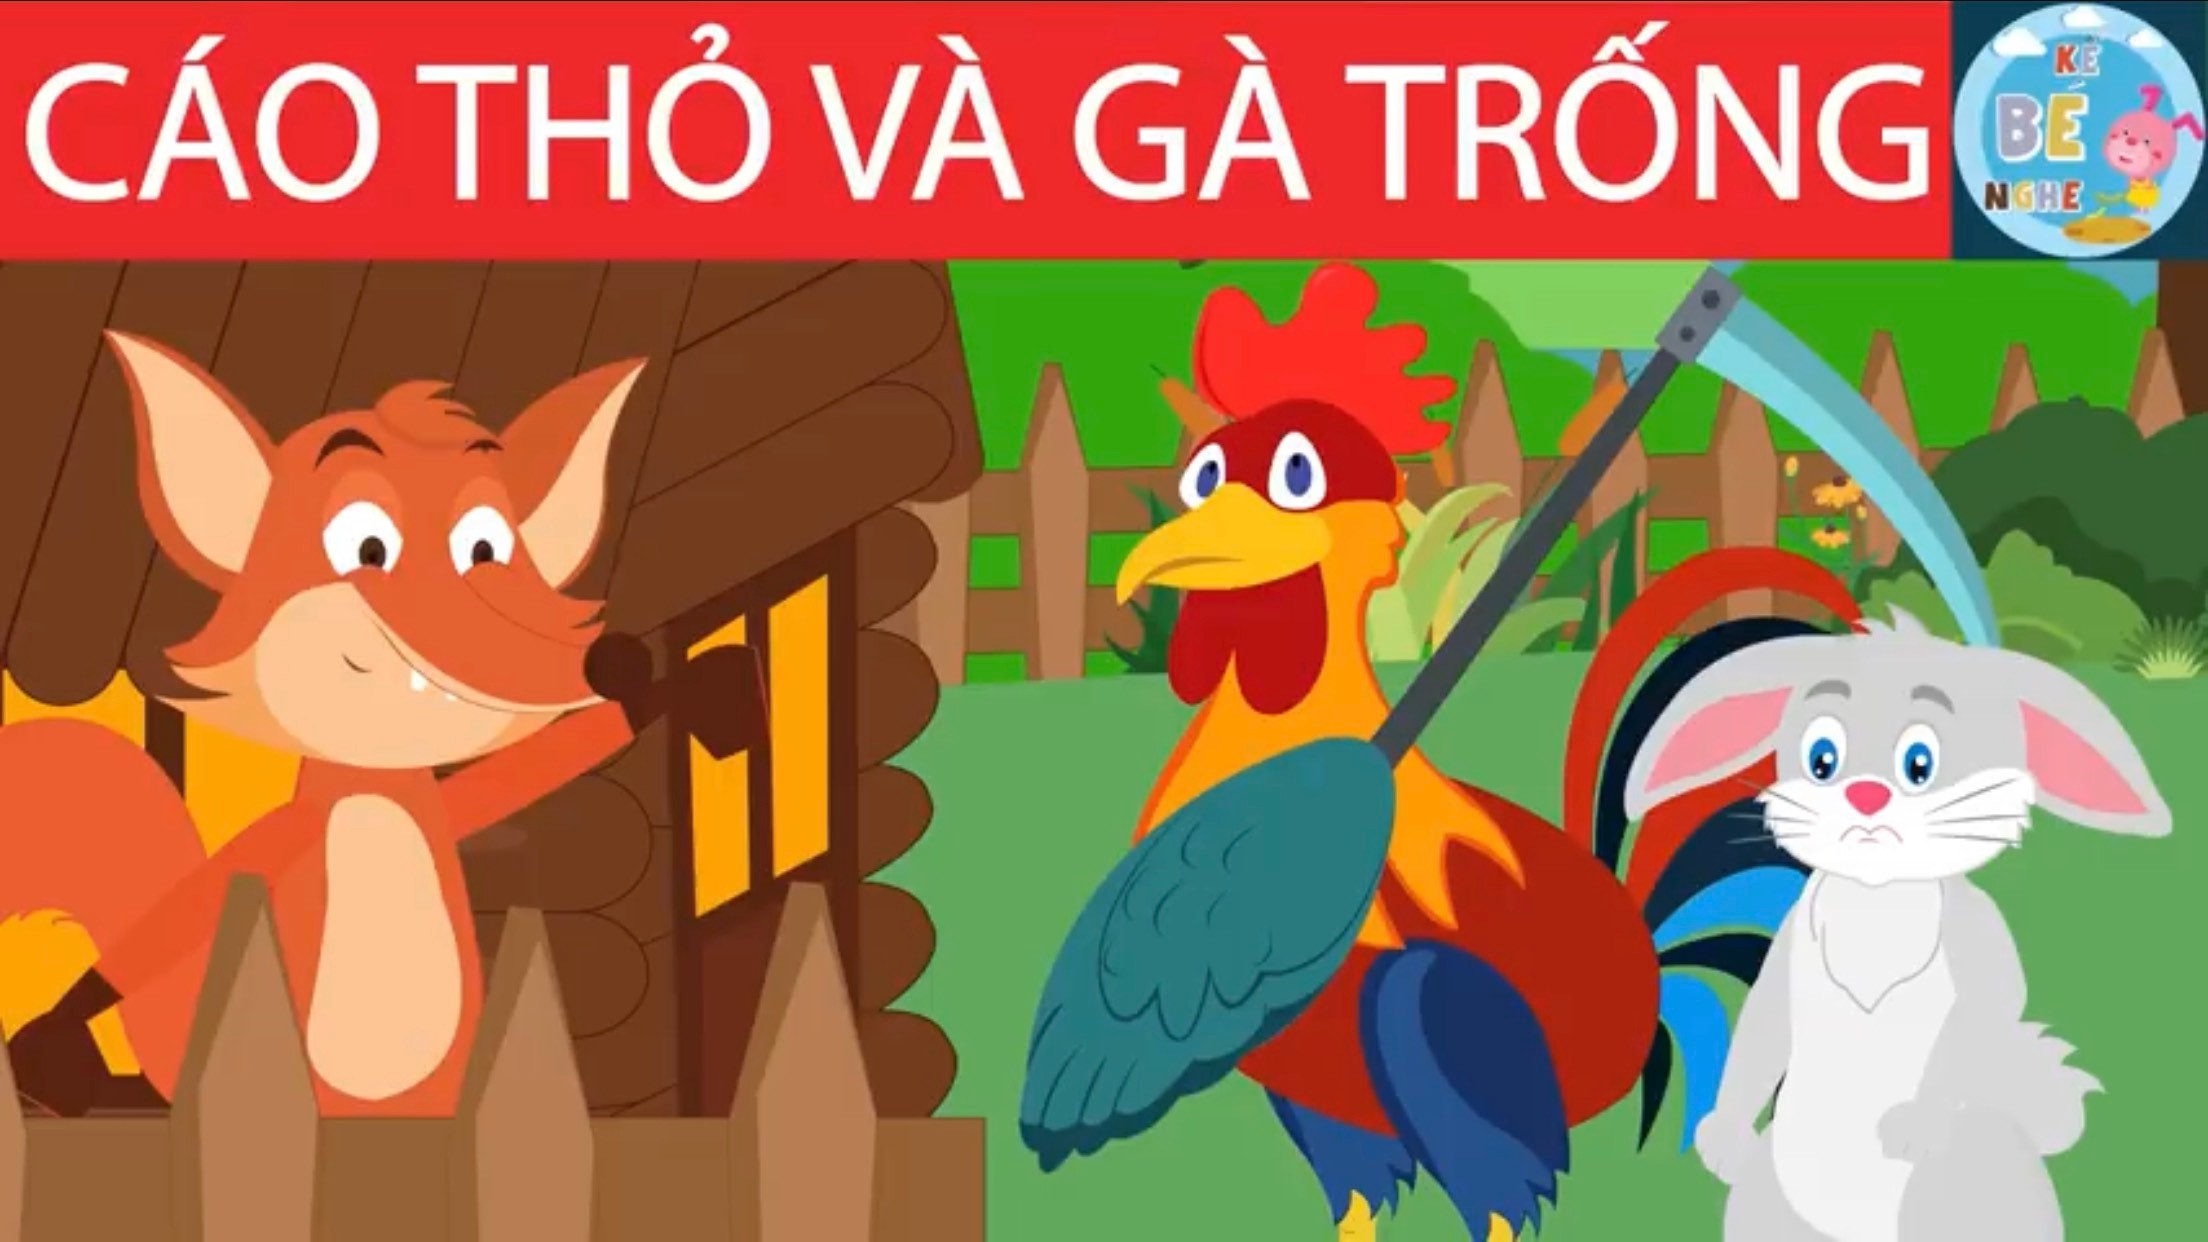 CÁO THỎ VÀ GÀ TRỐNG
KỂ
BÉ
NGHE